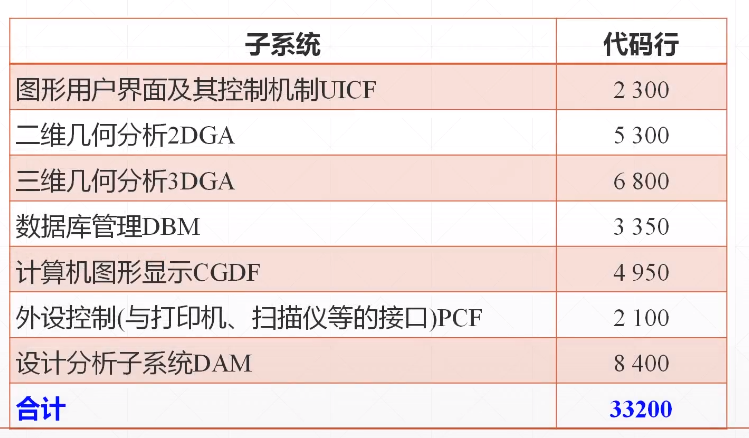 子系统 代码行
图形用户界面及其控制机制UICF 2 300
二维几何分析2DGA 5 300
三维几何分析3DGA 6 800
数据库管理DBM 3 350
计算机图形显示CGDF 4 950
外设控制(与打印机、扫描仪等的接口)PCF 2 100
设计分析子系统DAM 8 400
合计 33200